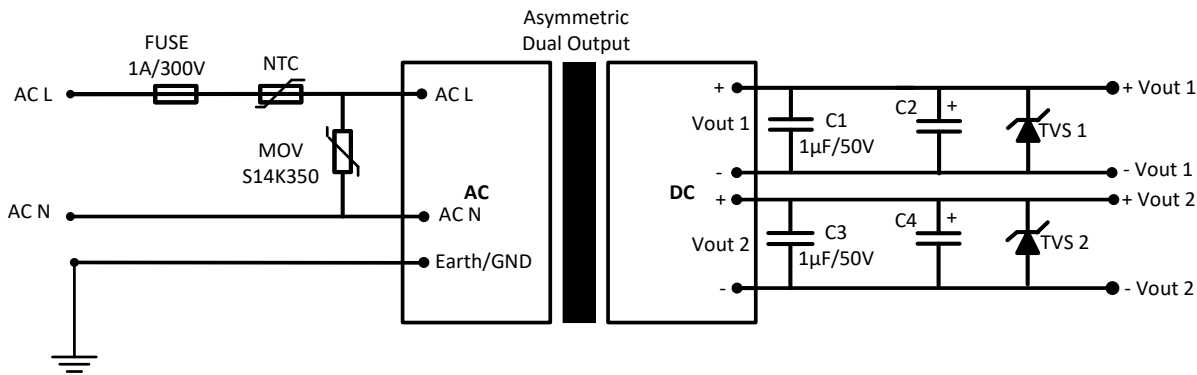 Asymmetric
Dual Output
FUSE
1A/300V
NTC
AC L
AC L
MOV
S14K350
AC
AC N
AC N
Earth/GND
+
Vout 1
-
DC
+
Vout 2
-
C1
1µF/50V
C2
+
TVS 1
+ Vout 1
- Vout 1
+ Vout 2
C3
1µF/50V
C4
+
TVS 2
- Vout 2